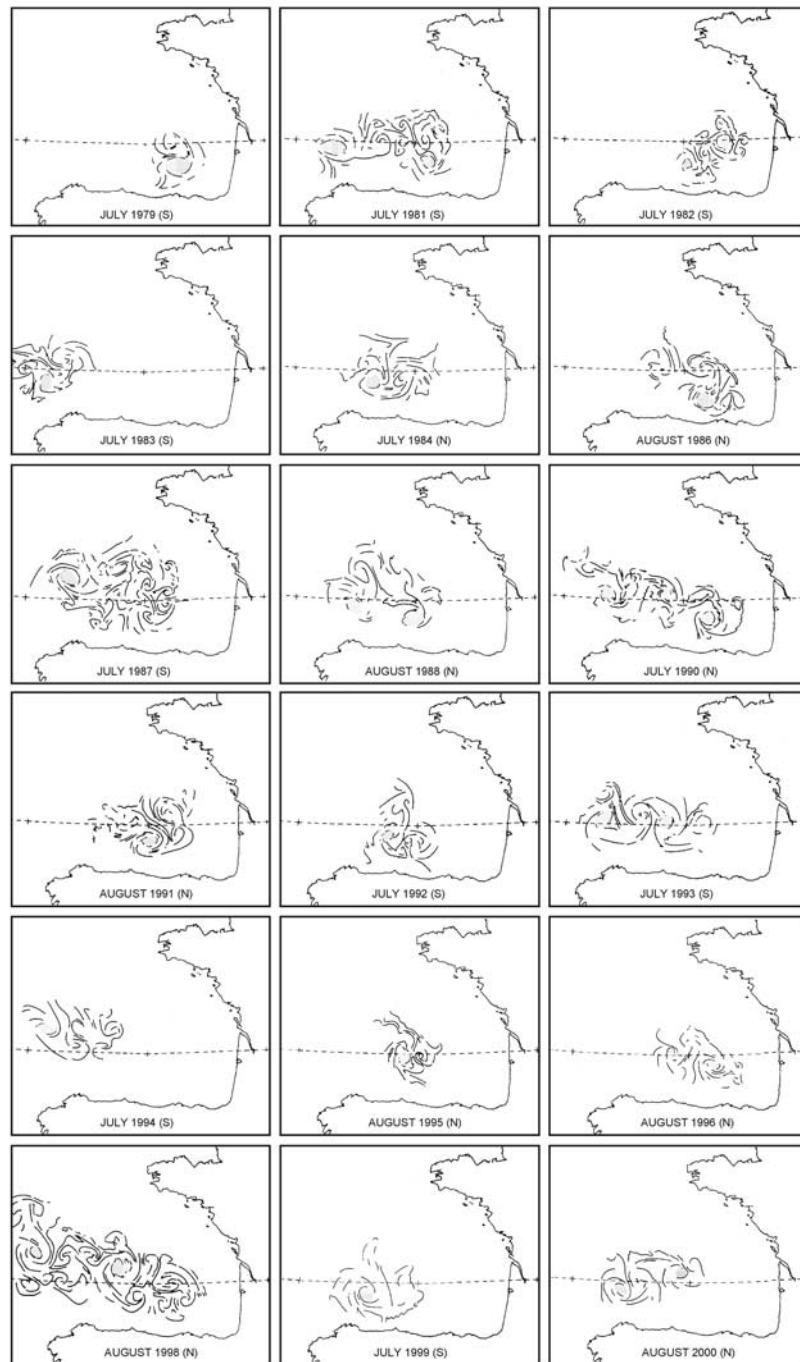 JULY 1979 (S)
JULY 1981 (S)
JULY 1982 (S)
JULY 1983 (S)
JULY 1984 (N)
AUGUST 1986 (N)
JULY 1987 (S)
AUGUST 1988 (N)
JULY 1990 (N)
AUGUST 1991 (N)
JULY 1992 (S)
JULY 1993 (S)
JULY 1994 (S)
AUGUST 1995 (N)
AUGUST 1996 (N)
AUGUST 1998 (N)
JULY 1999 (S)
AUGUST 2000 (N)